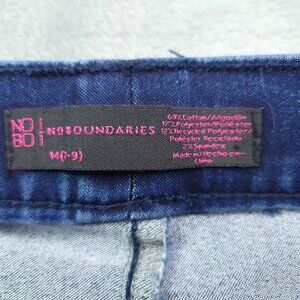 NO
BO
NOBOUNDARIES
M(7-9)
69% Cotton/Algodón
17% Polyester/Poliéster
12% Recycled Polyester/
Poliéster Reciclado
2% Spandex
Made in/Hecho en